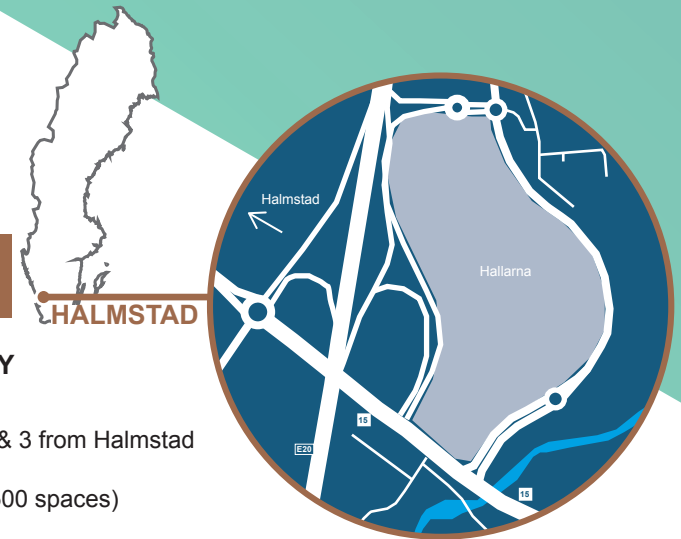 HALMSTAD
Y
& 3 from Halmstad
00 spaces)
Halmstad
Hallarna
15
E20
15